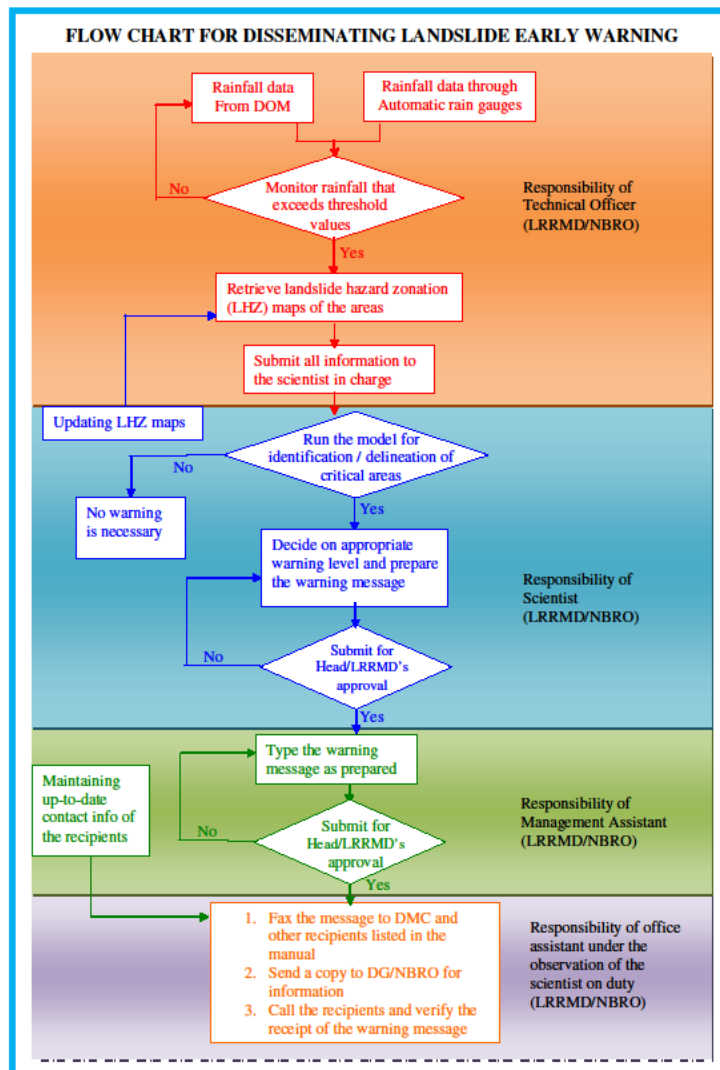 FLOW CHART FOR DISSEMINATING LANDSLIDE EARLY WARNING
Rainfall data
From DOM
Rainfall data through
Automatic rain gauges
No
Monitor rainfall that
exceeds threshold
values
Responsibility of
Technical Officer
(LRRMD/NBRO)
Yes
Retrieve landslide hazard zonation
(LHZ) maps of the areas
Submit all information to
the scientist in charge
Updating LHZ maps
Run the model for
identification / delineation of
critical areas
No
No warning
is necessary
Yes
Decide on appropriate
warning level and prepare
the warning message
Responsibility of
Scientist
(LRRMD/NBRO)
No
Submit for
Head/LRRMD's
approval
Yes
Type the warning
message as prepared
Maintaining
up-to-date
contact info of
the recipients
No
Submit for
Head/LRRMD's
approval
Responsibility of
Management Assistant
(LRRMD/NBRO)
Yes
1. Fax the message to DMC and
other recipients listed in the
manual
2. Send a copy to DG/NBRO for
information
3. Call the recipients and verify the
receipt of the warning message
Responsibility of office
assistant under the
observation of the
scientist on duty
(LRRMD/NBRO)